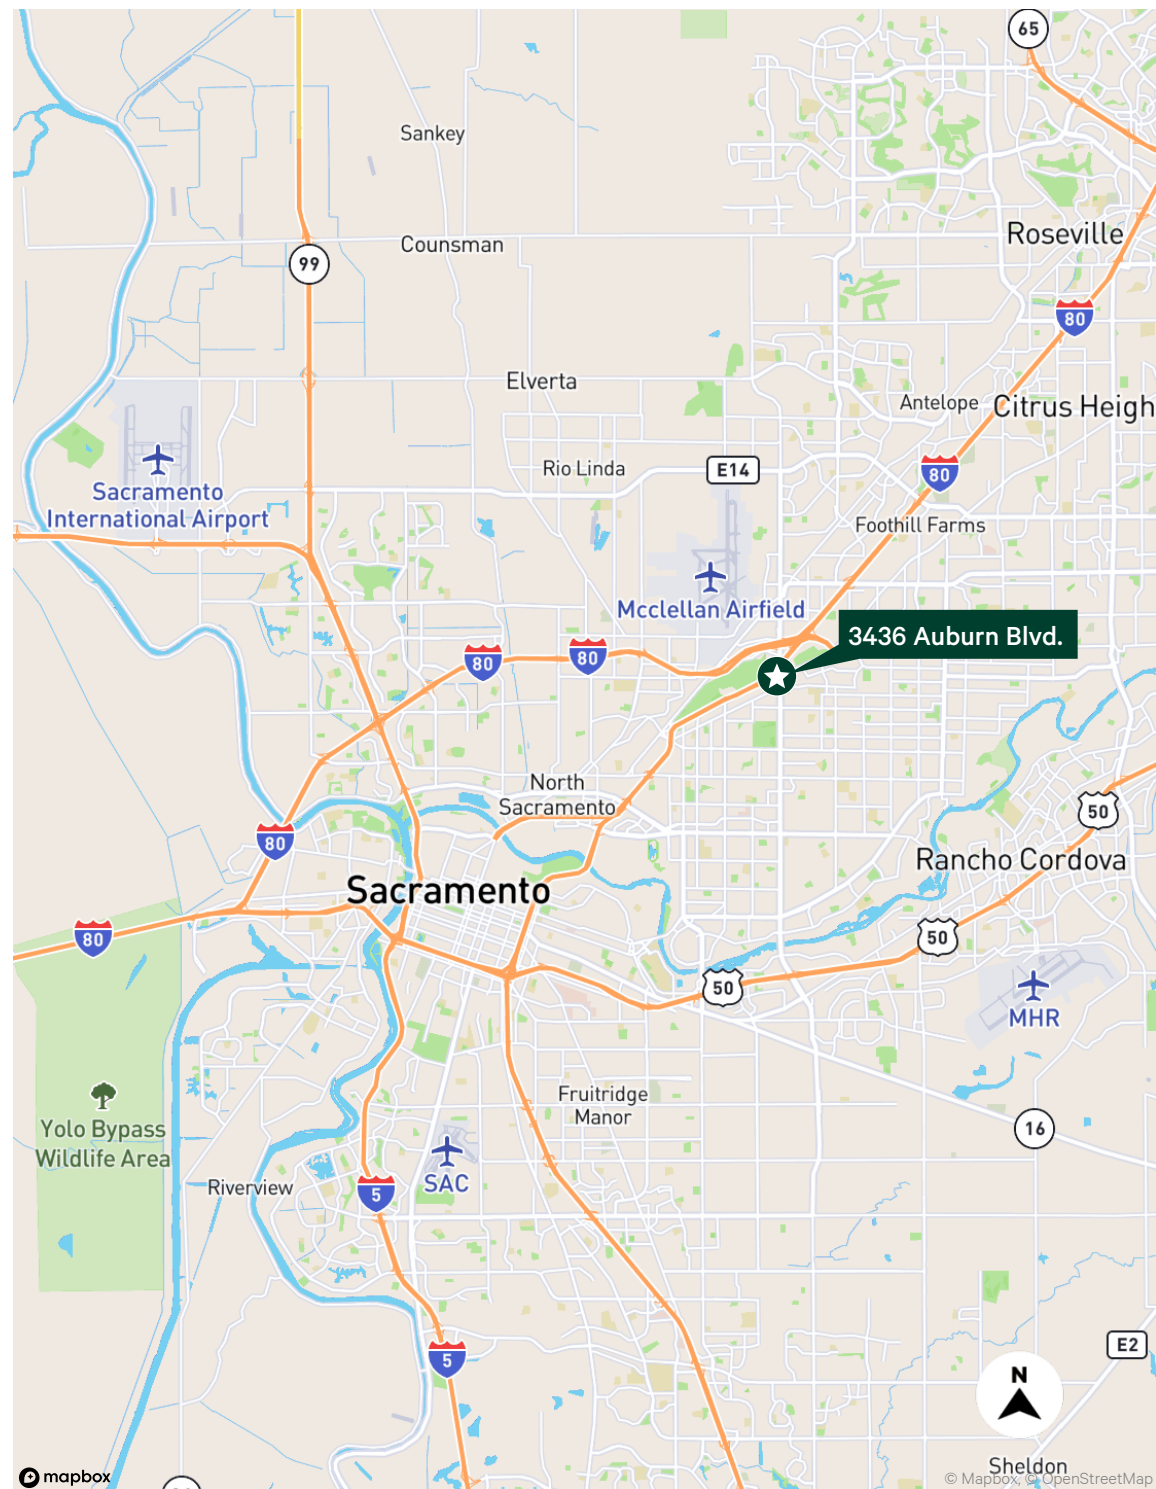 65
Sankey
Roseville
Counsman
99
80
Elverta
Antelope
Citrus Heigh
Rio Linda
E14
80
Sacramento
International Airport
Foothill Farms
Mcclellan Airfield
3436 Auburn Blvd.
80
80
North
Sacramento
50
80
Rancho Cordova
Sacramento
80
50
50
MHR
Fruitridge
Manor
16
Yolo Bypass
Wildlife Area
SAC
Riverview
5
E2
5
N
Sheldon
mapbox
© Mapbox, © OpenStreetMap